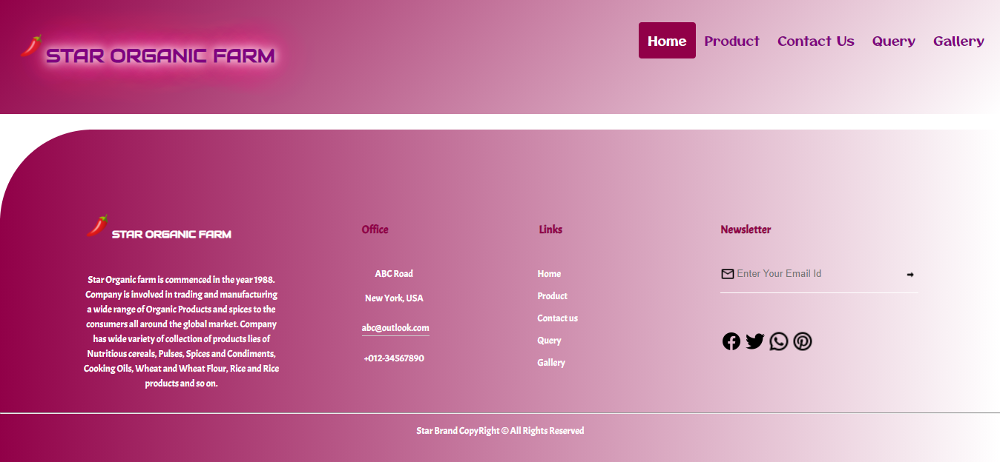 STAR ORGANIC FARM
Home
Product
Contact Us
Query
Gallery
STAR ORGANIC FARM
Star Organic farm is commenced in the year 1988.
Company is involved in trading and manufacturing
a wide range of Organic Products and spices to the
consumers all around the global market. Company
has wide variety of collection of products lies of
Nutritious cereals, Pulses, Spices and Condiments,
Cooking Oils, Wheat and Wheat Flour, Rice and Rice
products and so on.
Office
ABC Road
New York, USA
abc@outlook.com
+012-34567890
Links
Home
Product
Contact us
Query
Gallery
Newsletter
Enter Your Email Id
Star Brand CopyRight © All Rights Reserved